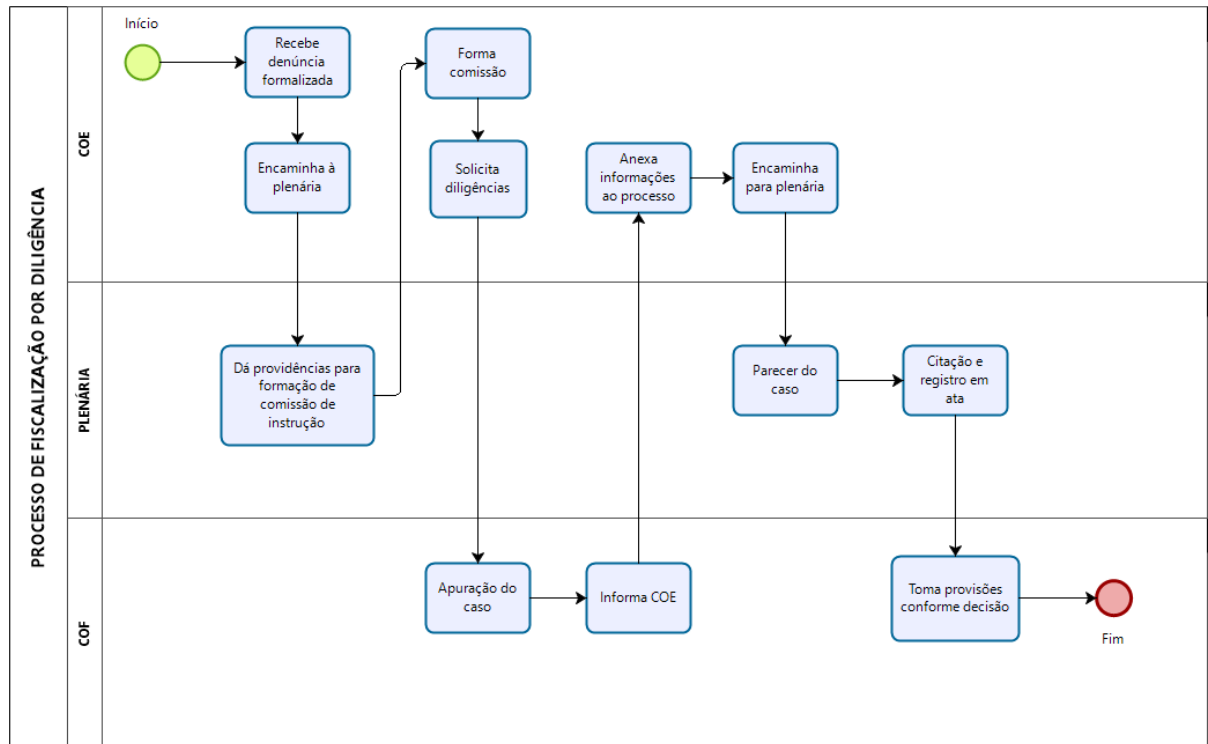 PROCESSO DE FISCALIZAÇÃO POR DILIGÊNCIA
COE
Início
Recebe
denúncia
formalizada
Encaminha à
plenária
Forma
comissão
Solicita
diligências
Anexa
informações
ao processo
Encaminha
para plenária
PLENÁRIA
Dá providências para
formação de
comissão de
instrução
Parecer do
caso
Citação e
registro em
ata
COF
Apuração do
caso
Informa COE
Toma provisões
conforme decisão
Fim